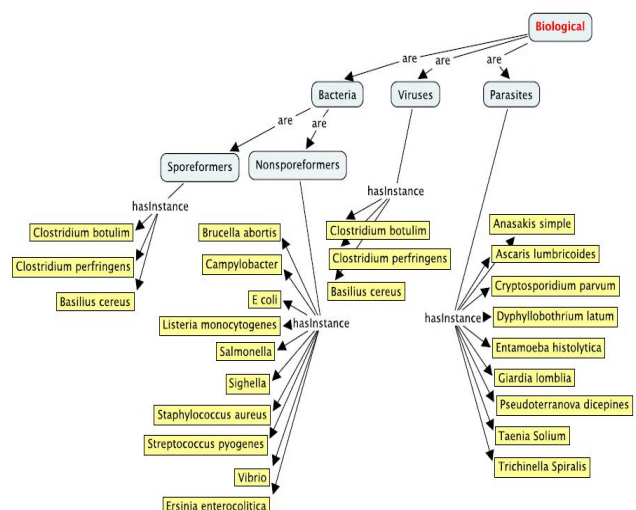 Biological
are
are
are
Bacteria
Viruses
Parasites
are
are
Sporeformers
Nonsporeformers
hasInstance
Clostridium botulim
Clostridium perfringens
Basilius cereus
Brucella abortis
Campylobacter
E coli
Listeria monocytogenes
hasInstance
Salmonella
Sighella
Staphylococcus aureus
Streptococcus pyogenes
Vibrio
Ersinia enterocolitica
hasInstance
Clostridium botulim
Clostridium perfringens
Basilius cereus
hasInstance
Anasakis simple
Ascaris lumbricoides
Cryptosporidium parvum
Dyphyllobothrium latum
Entamoeba histolytica
Giardia lomblia
Pseudoterranova dicepines
Taenia Solium
Trichinella Spiralis